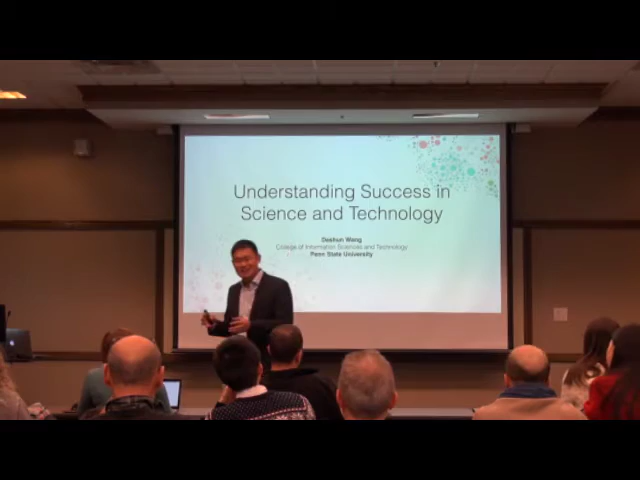 Understanding Success in
Science and Technology
Dashun Wang
College of Information Sciences and Technology
Penn State University